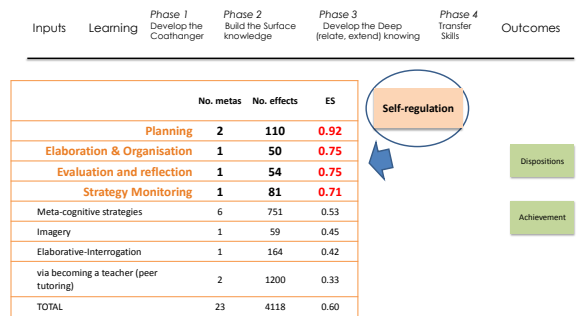 Inputs Learning Phase 1 Phase 2 Phase 3 Phase 4 Outcomes
Develop the Build the Surface Develop the Deep Transfer
Coathanger knowledge (relate, extend) knowing Skills
No. metas No. effects ES
Planning 2 110 0.92
Elaboration & Organisation 1 50 0.75
Evaluation and reflection 1 54 0.75
Strategy Monitoring 1 81 0.71
Meta-cognitive strategies 6 751 0.53
Imagery 1 59 0.45
Elaborative-Interrogation 1 164 0.42
via becoming a teacher (peer
tutoring) 2 1200 0.33
TOTAL 23 4118 0.60
Self-regulation
Dispositions
Achievement